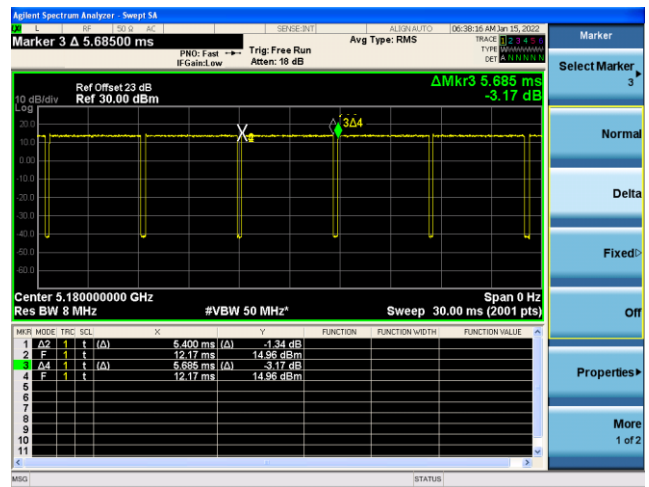 Agilent Spectrum Analyzer - Swept SA
L RF 50 Ω AC SENSE:INT ALIGN AUTO 06:38:16 AM Jan 15, 2022
Marker 3 Δ 5.68500 ms
PNO: Fast
IFGain:Low
Trig: Free Run
Atten: 18 dB
Avg Type: RMS
TRACE 1 2 3 4 5 6
TYPE
DET A N N N N N
Ref Offset 23 dB
10 dB/div Ref 30.00 dBm
Log
ΔMkr3 5.685 ms
-3.17 dB
20.0
10.0
0.00
-10.0
-20.0
-30.0
-40.0
-50.0
-60.0
3Δ4
Center 5.180000000 GHz Span 0 Hz
Res BW 8 MHz #VBW 50 MHz* Sweep 30.00 ms (2001 pts)
MKR MODE TRC SCL X Y FUNCTION FUNCTION WIDTH FUNCTION VALUE
1 Δ2 1 t (Δ) 5.400 ms (Δ) -1.34 dB
2 F 1 t 12.17 ms 14.96 dBm
3 Δ4 1 t (Δ) 5.685 ms (Δ) -3.17 dB
4 F 1 t 12.17 ms 14.96 dBm
5
6
7
8
9
10
11
MSG STATUS
Marker
Select Marker
3
Normal
Delta
Fixed
Off
Properties
More
1 of 2